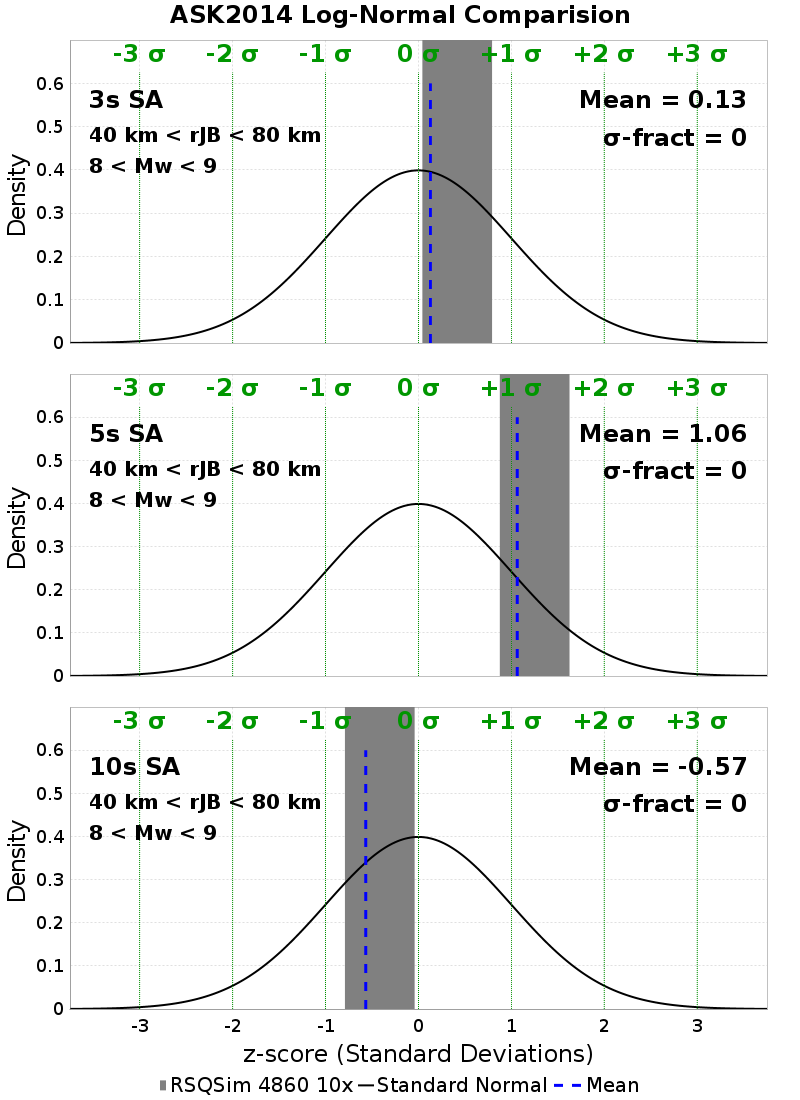 ASK2014 Log-Normal Comparision
-3 σ -2 σ -1 σ 0 σ +1 σ +2 σ +3 σ
3s SA
40 km < rJB < 80 km
8 < Mw < 9
Mean = 0.13
σ-fract = 0
Density
0.6
0.5
0.4
0.3
0.2
0.1
0
-3 σ -2 σ -1 σ 0 σ +1 σ +2 σ +3 σ
5s SA
40 km < rJB < 80 km
8 < Mw < 9
Mean = 1.06
σ-fract = 0
Density
0.6
0.5
0.4
0.3
0.2
0.1
0
-3 σ -2 σ -1 σ 0 σ +1 σ +2 σ +3 σ
10s SA
40 km < rJB < 80 km
8 < Mw < 9
Mean = -0.57
σ-fract = 0
Density
0.6
0.5
0.4
0.3
0.2
0.1
0
-3 -2 -1 0 1 2 3
z-score (Standard Deviations)
RSQSim 4860 10x Standard Normal Mean